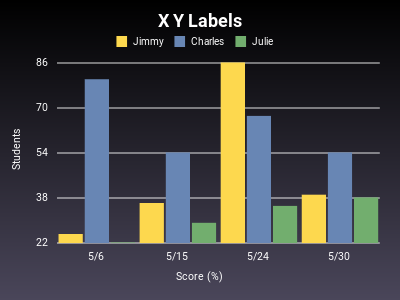 X Y Labels
Jimmy Charles Julie
86
70
54
38
22
Students
5/6 5/15 5/24 5/30
Score (%)